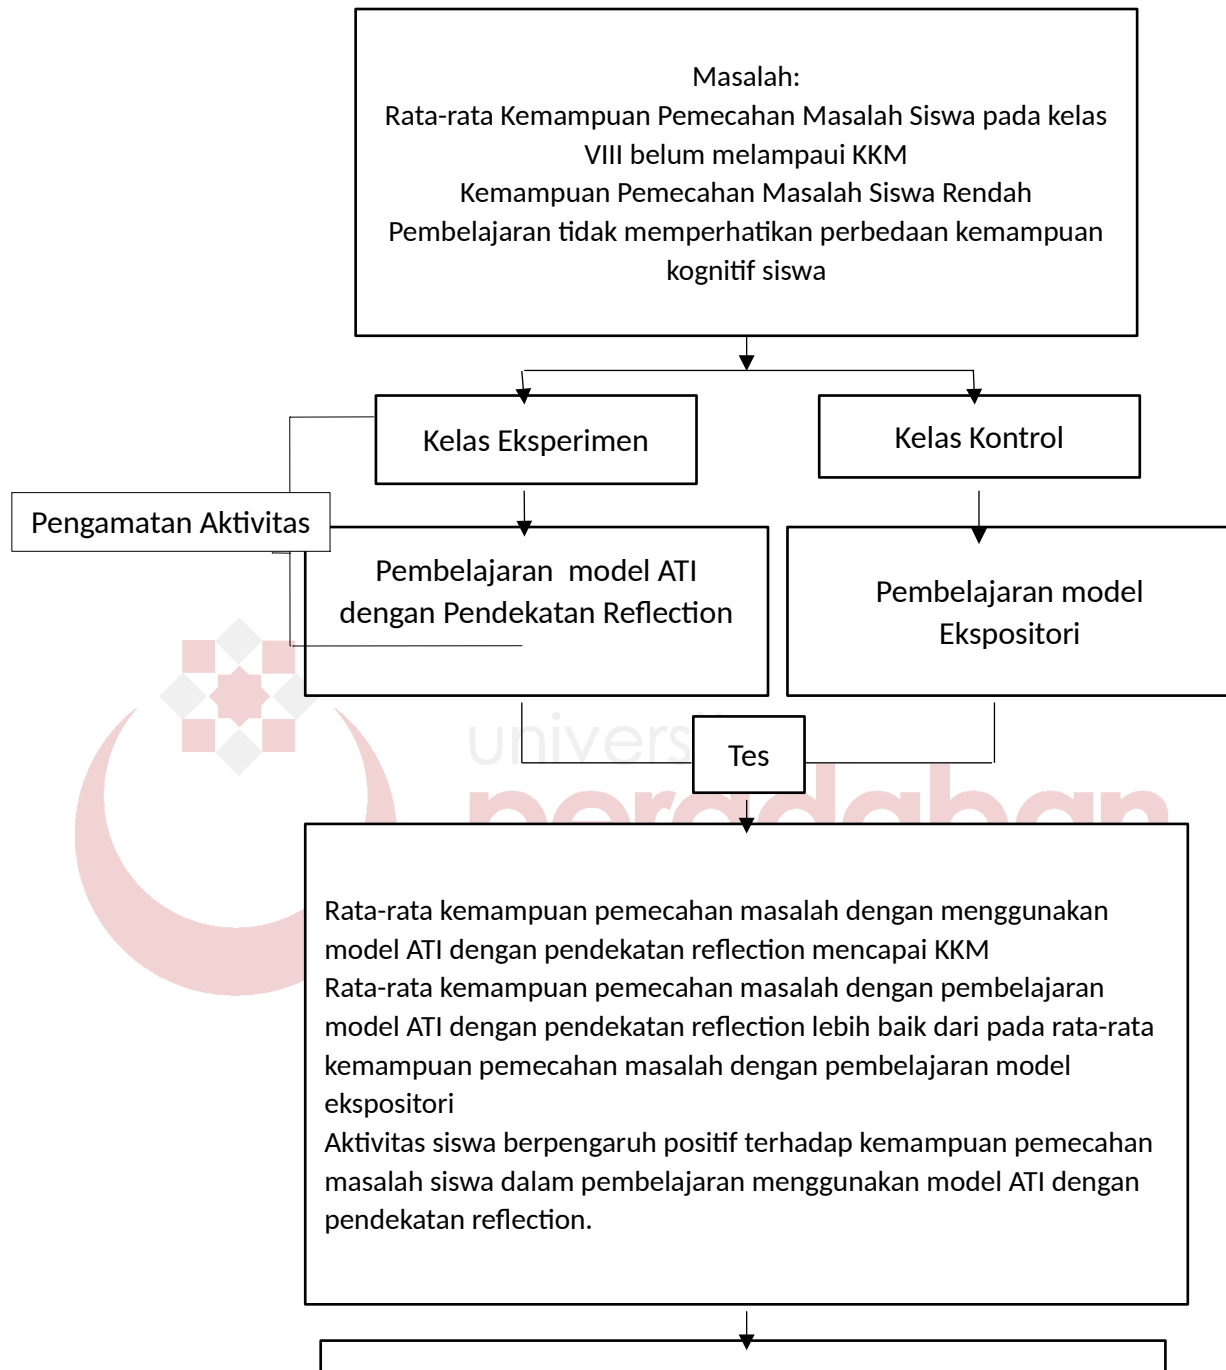 Masalah:
Rata-rata Kemampuan Pemecahan Masalah Siswa pada kelas
VIII belum melampaui KKM
Kemampuan Pemecahan Masalah Siswa Rendah
Pembelajaran tidak memperhatikan perbedaan kemampuan
kognitif siswa
Kelas Eksperimen
Kelas Kontrol
Pengamatan Aktivitas
Pembelajaran  model ATI
dengan Pendekatan Reflection
Pembelajaran model
Ekspositori
Tes
peradaban
Rata-rata kemampuan pemecahan masalah dengan menggunakan
model ATI dengan pendekatan reflection mencapai KKM
Rata-rata kemampuan pemecahan masalah dengan pembelajaran
model ATI dengan pendekatan reflection lebih baik dari pada rata-rata
kemampuan pemecahan masalah dengan pembelajaran model
ekspositori
Aktivitas siswa berpengaruh positif terhadap kemampuan pemecahan
masalah siswa dalam pembelajaran menggunakan model ATI dengan
pendekatan reflection.